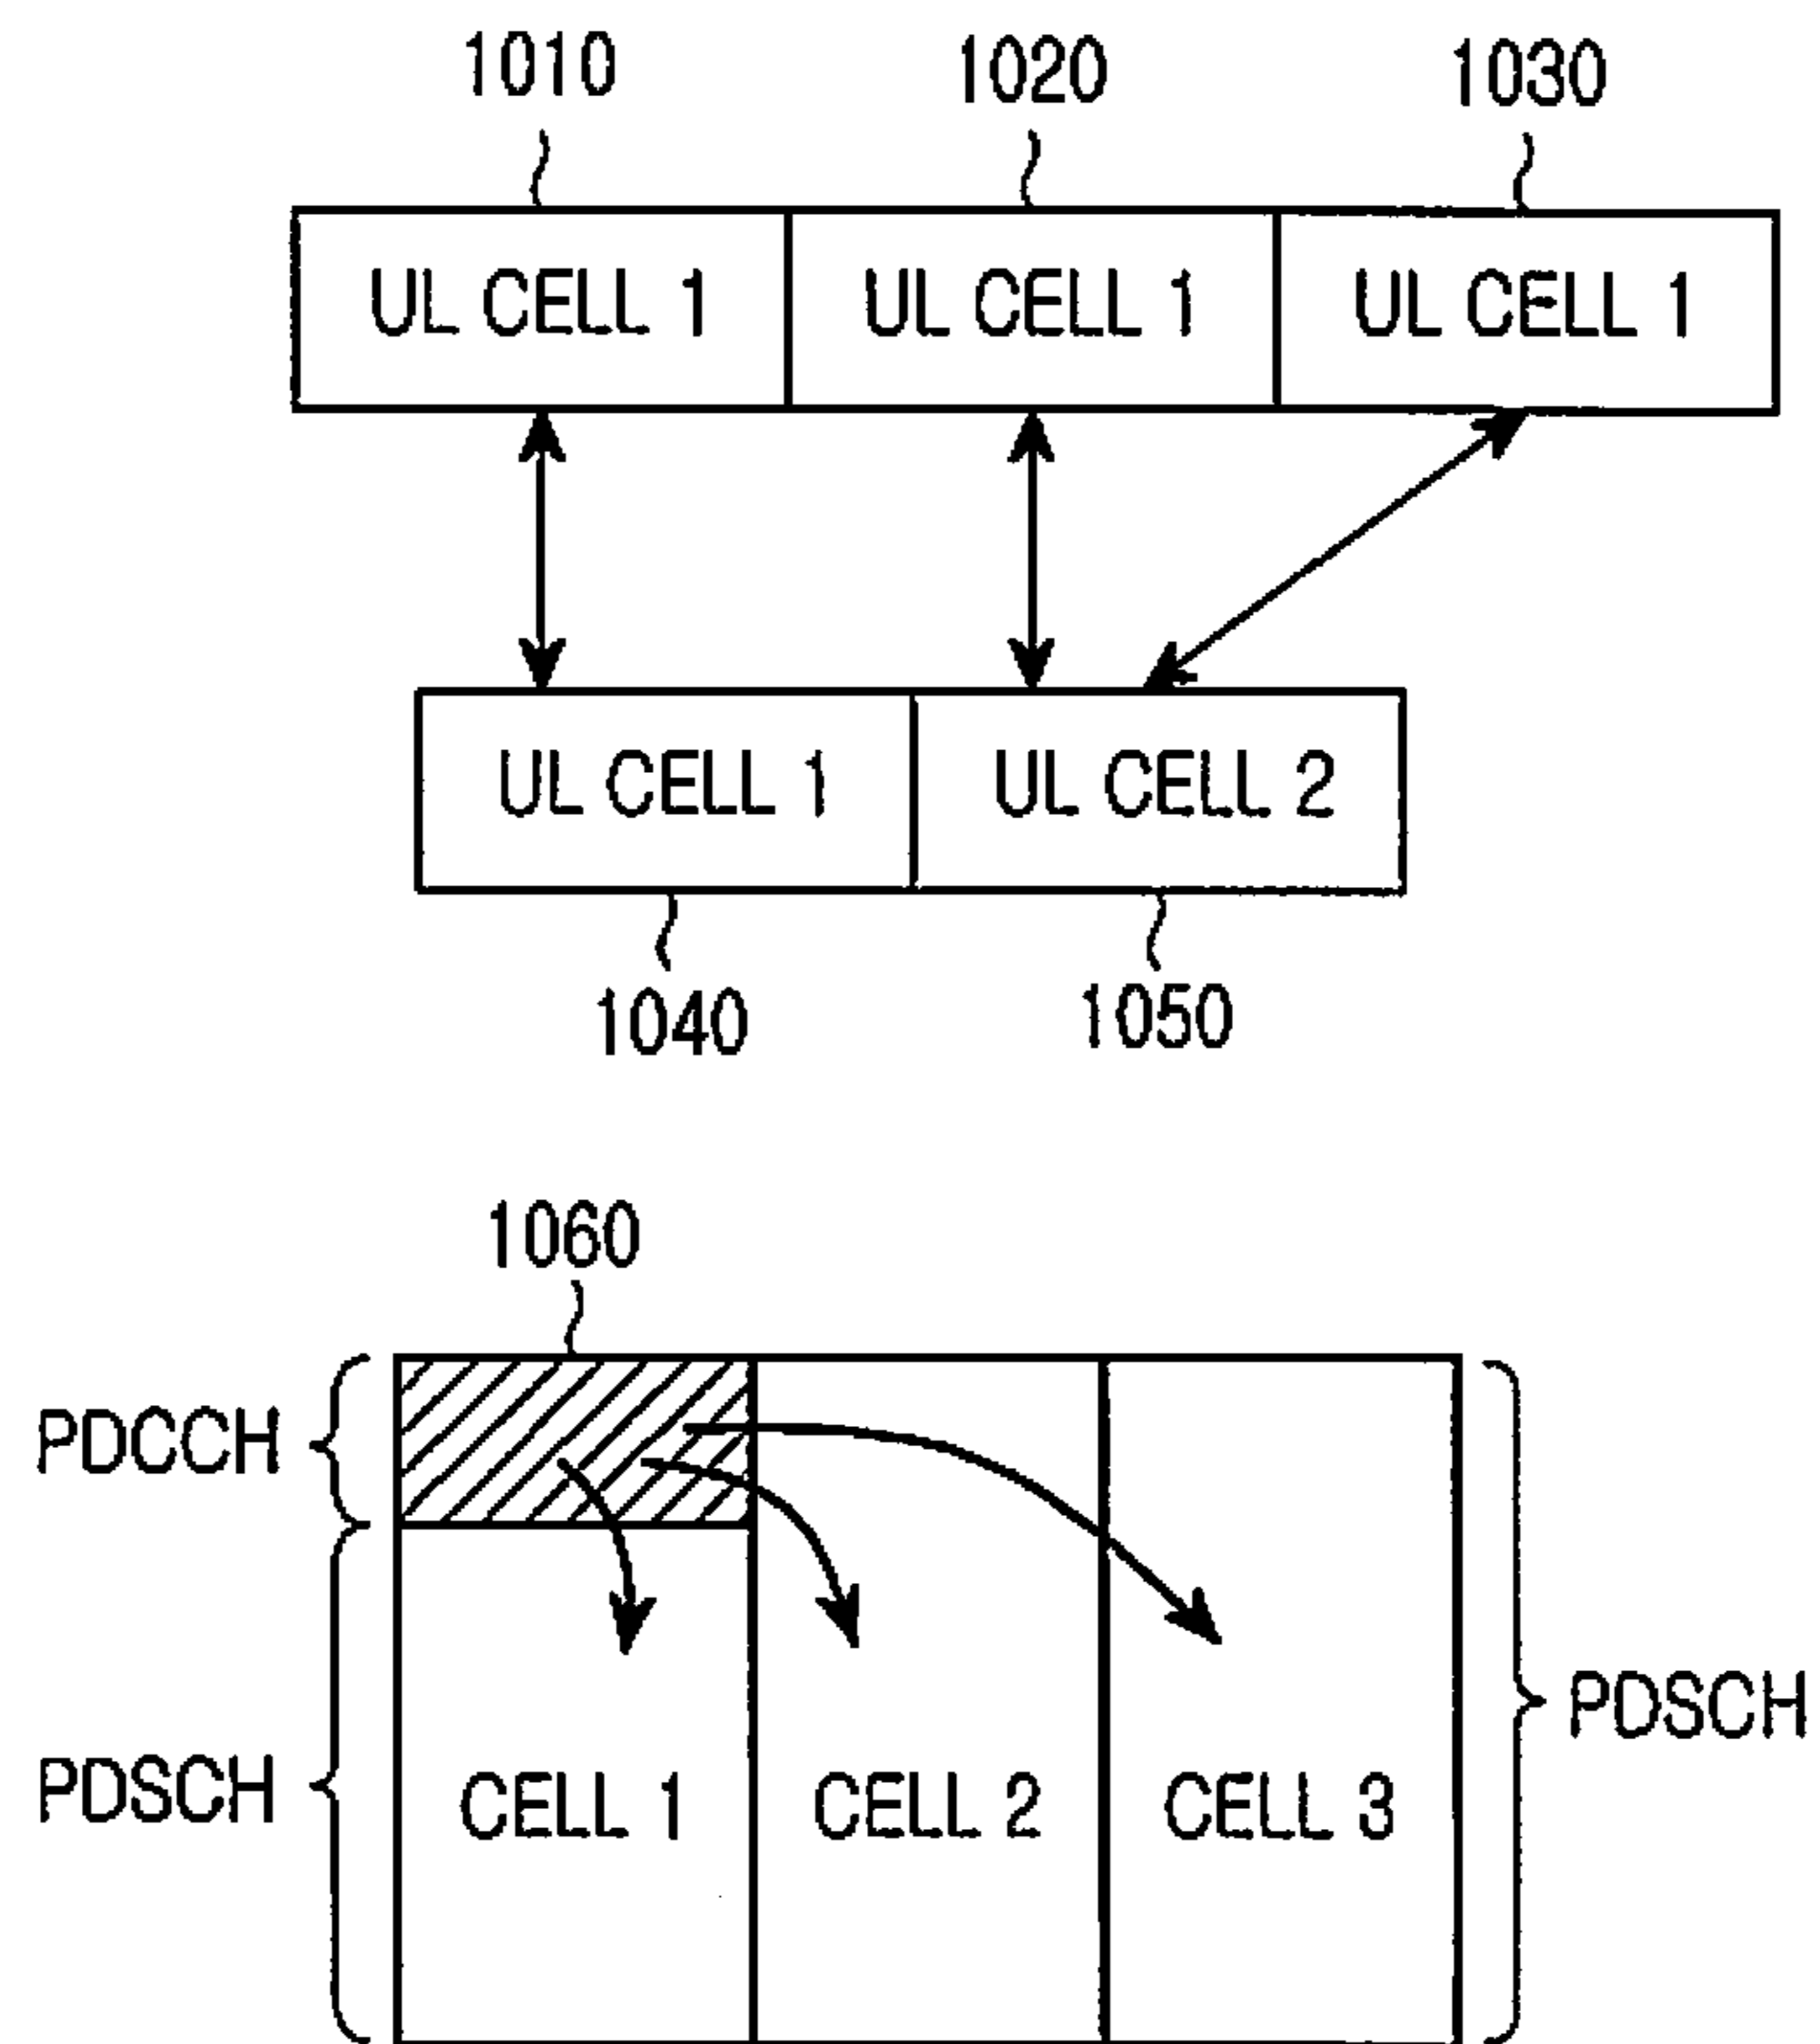 1010 1020 1030
UL CELL 1 UL CELL 1 UL CELL 1
UL CELL 1 UL CELL 2
1040 1050
1060
PDCCH
PDSCH
PDSCH
CELL 1 CELL 2 CELL 3